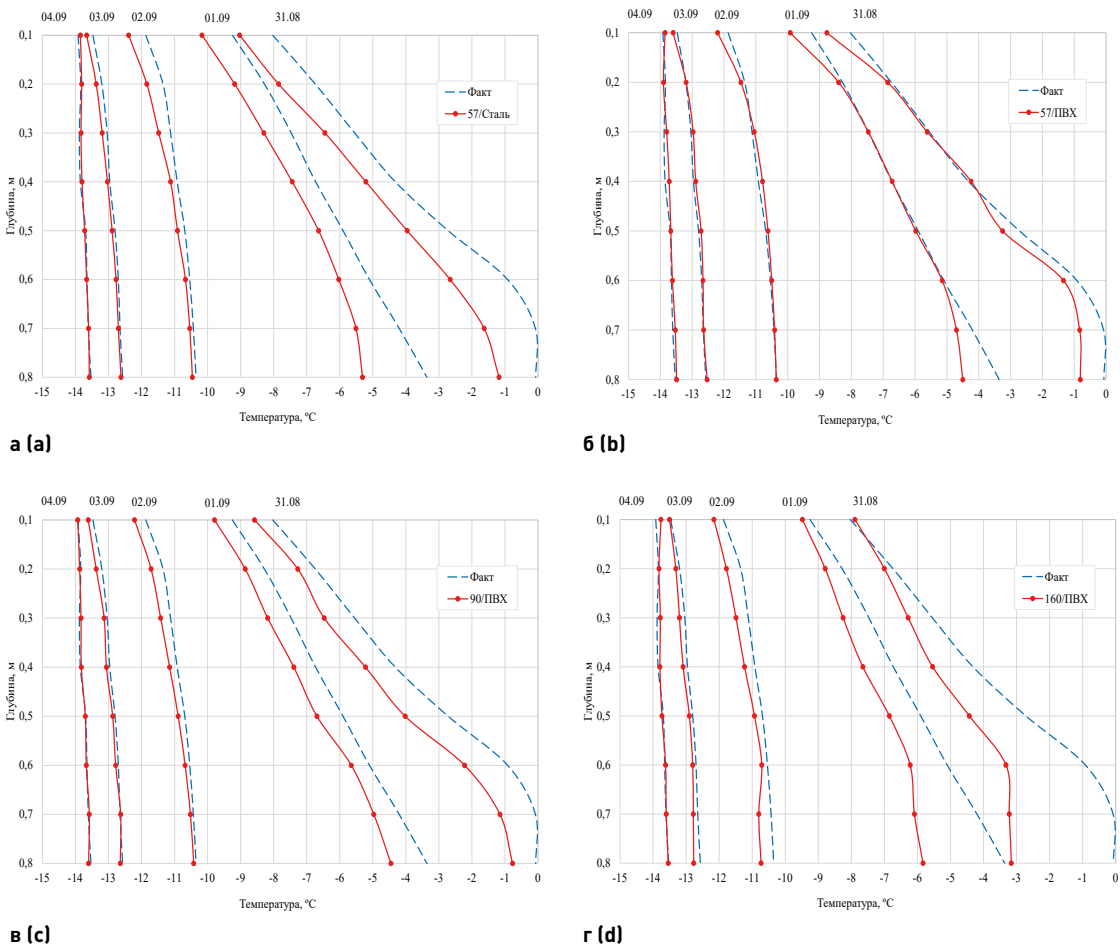 04.09 03.09 02.09 01.09 31.08
0,1
0,2
0,3
0,4
0,5
0,6
0,7
0,8
Глубина, м
Факт
57/Сталь
-15 -14 -13 -12 -11 -10 -9 -8 -7 -6 -5 -4 -3 -2 -1 0
Температура, °C
а (a)
04.09 03.09 02.09 01.09 31.08
0,1
0,2
0,3
0,4
0,5
0,6
0,7
0,8
Глубина, м
Факт
57/ПВХ
-15 -14 -13 -12 -11 -10 -9 -8 -7 -6 -5 -4 -3 -2 -1 0
Температура, °C
б (b)
04.09 03.09 02.09 01.09 31.08
0,1
0,2
0,3
0,4
0,5
0,6
0,7
0,8
Глубина, м
Факт
90/ПВХ
-15 -14 -13 -12 -11 -10 -9 -8 -7 -6 -5 -4 -3 -2 -1 0
Температура, °C
в (c)
04.09 03.09 02.09 01.09 31.08
0,1
0,2
0,3
0,4
0,5
0,6
0,7
0,8
Глубина, м
Факт
160/ПВХ
-15 -14 -13 -12 -11 -10 -9 -8 -7 -6 -5 -4 -3 -2 -1 0
Температура, °C
г (d)